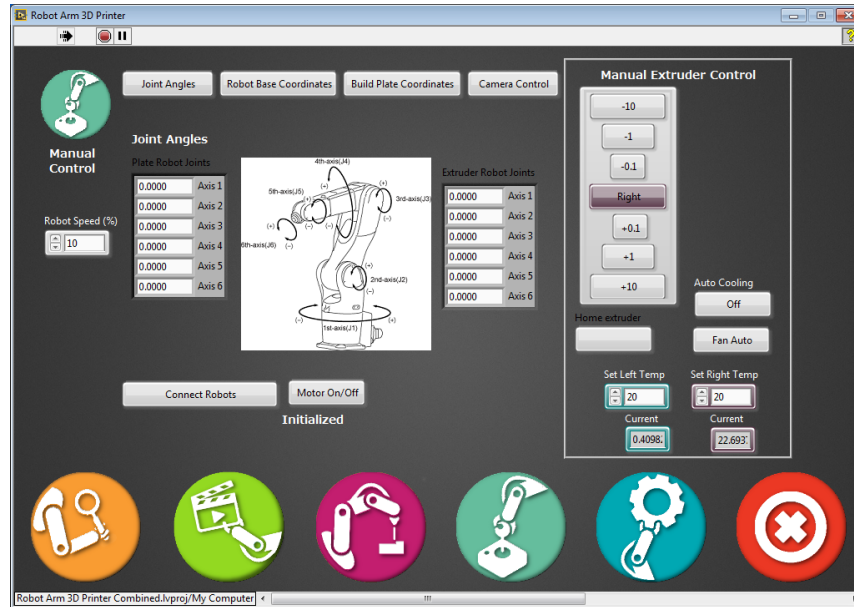 Robot Arm 3D Printer
Joint Angles
Robot Base Coordinates
Build Plate Coordinates
Camera Control
Manual Control
Robot Speed (%)
10
Joint Angles
Plate Robot Joints
0.0000 Axis 1
0.0000 Axis 2
0.0000 Axis 3
0.0000 Axis 4
0.0000 Axis 5
0.0000 Axis 6
4th-axis(J4)
5th-axis(J5)
(+)
(+)
3rd-axis(J3)
(+)
(−)
(−)
(+)
(−)
6th-axis(J6)
(−)
(+)
2nd-axis(J2)
(−)
(−)
(+)
1st-axis(J1)
Extruder Robot Joints
0.0000 Axis 1
0.0000 Axis 2
0.0000 Axis 3
0.0000 Axis 4
0.0000 Axis 5
0.0000 Axis 6
Connect Robots
Motor On/Off
Initialized
Manual Extruder Control
-10
-1
-0.1
Right
+0.1
+1
+10
Home extruder
Auto Cooling
Off
Fan Auto
Set Left Temp
20
Current
0.4098
Set Right Temp
20
Current
22.693
Robot Arm 3D Printer Combined.lvproj/My Computer